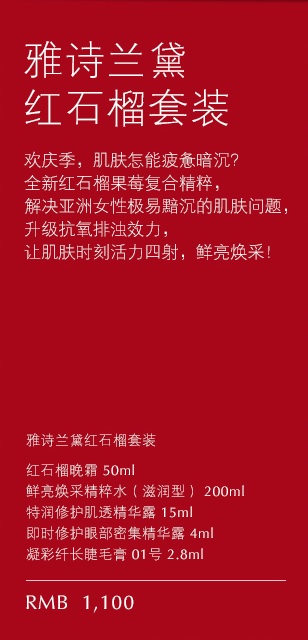 雅诗兰黛
红石榴套装
欢庆季，肌肤怎能疲惫暗沉？
全新红石榴果莓复合精粹，
解决亚洲女性极易黯沉的肌肤问题，
升级抗氧排浊效力，
让肌肤时刻活力四射，鲜亮焕采！
雅诗兰黛红石榴套装
红石榴晚霜 50ml
鲜亮焕采精粹水（滋润型）200ml
特润修护肌透精华露 15ml
即时修护眼部密集精华露 4ml
凝彩纤长睫毛膏 01号 2.8ml
RMB 1,100